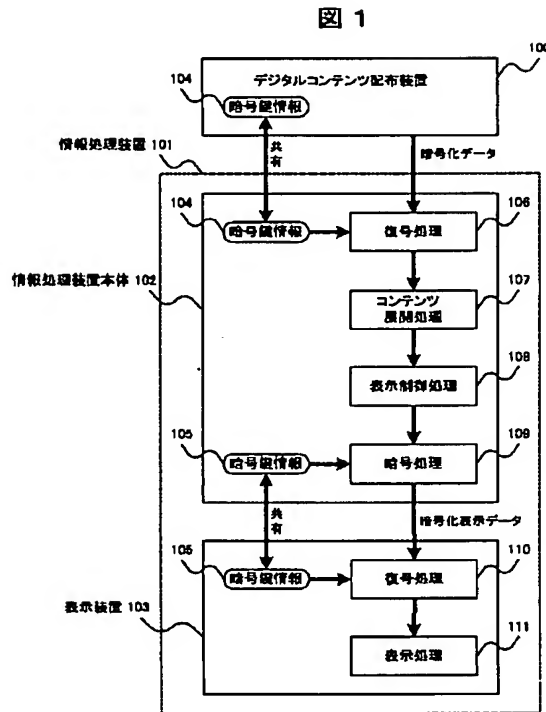 図 1
100
デジタルコンテンツ配布装置
104
暗号鍵情報
情報処理装置 101
共有
暗号化データ
104
暗号鍵情報
復号処理
106
情報処理装置本体 102
コンテンツ
展開処理
107
表示制御処理
108
105
暗号鍵情報
暗号処理
109
共有
暗号化表示データ
105
暗号鍵情報
復号処理
110
表示装置 103
表示処理
111